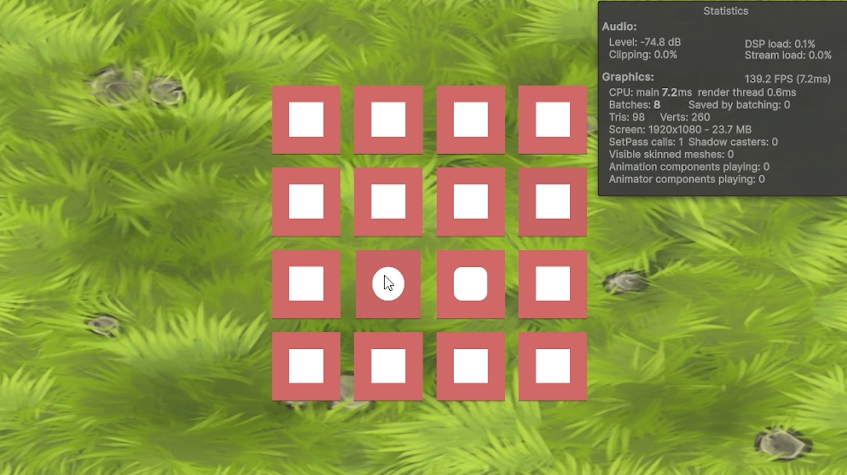 Statistics
Audio:
Level: -74.8 dB DSP load: 0.1%
Clipping: 0.0% Stream load: 0.0%
Graphics: 139.2 FPS (7.2ms)
CPU: main 7.2ms render thread 0.6ms
Batches: 8 Saved by batching: 0
Tris: 98 Verts: 260
Screen: 1920x1080 - 23.7 MB
SetPass calls: 1 Shadow casters: 0
Visible skinned meshes: 0
Animation components playing: 0
Animator components playing: 0